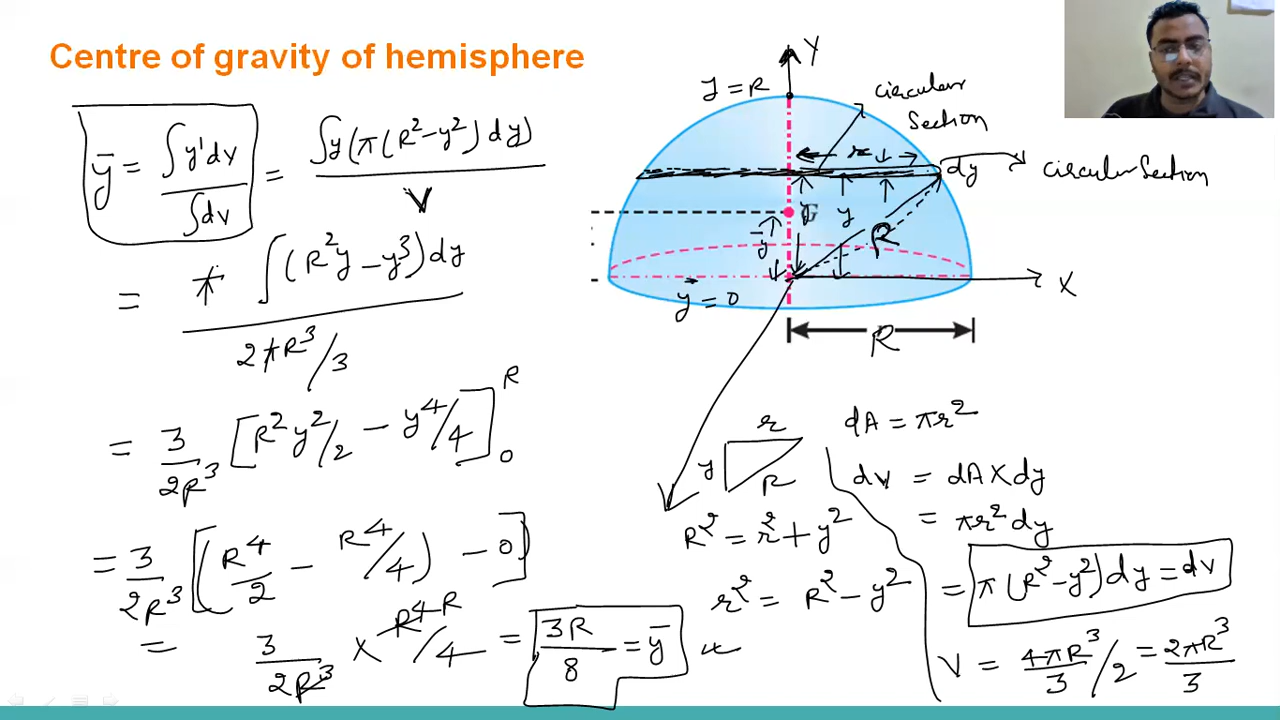 Centre of gravity of hemisphere
ȳ = ∫y'dv / ∫dv = ∫y(π(R²-y²)dy) / V
= π ∫(R²y - y³)dy / 2πR³/3
= 3/2R³ [R²y²/2 - y⁴/4]₀ᴿ
= 3/2R³ [(R⁴/2 - R⁴/4) - 0]
= 3/2R³ × R⁴/4 = 3R/8 = ȳ
Y
y = R
circular
Section
r
dy
circular Section
y
ȳ
R
y = 0
X
R
r
y
R
R² = r² + y²
r² = R² - y²
dA = πr²
dv = dA X dy
= πr² dy
= π(R² - y²)dy = dv
V = 4πR³/3 /2 = 2πR³/3